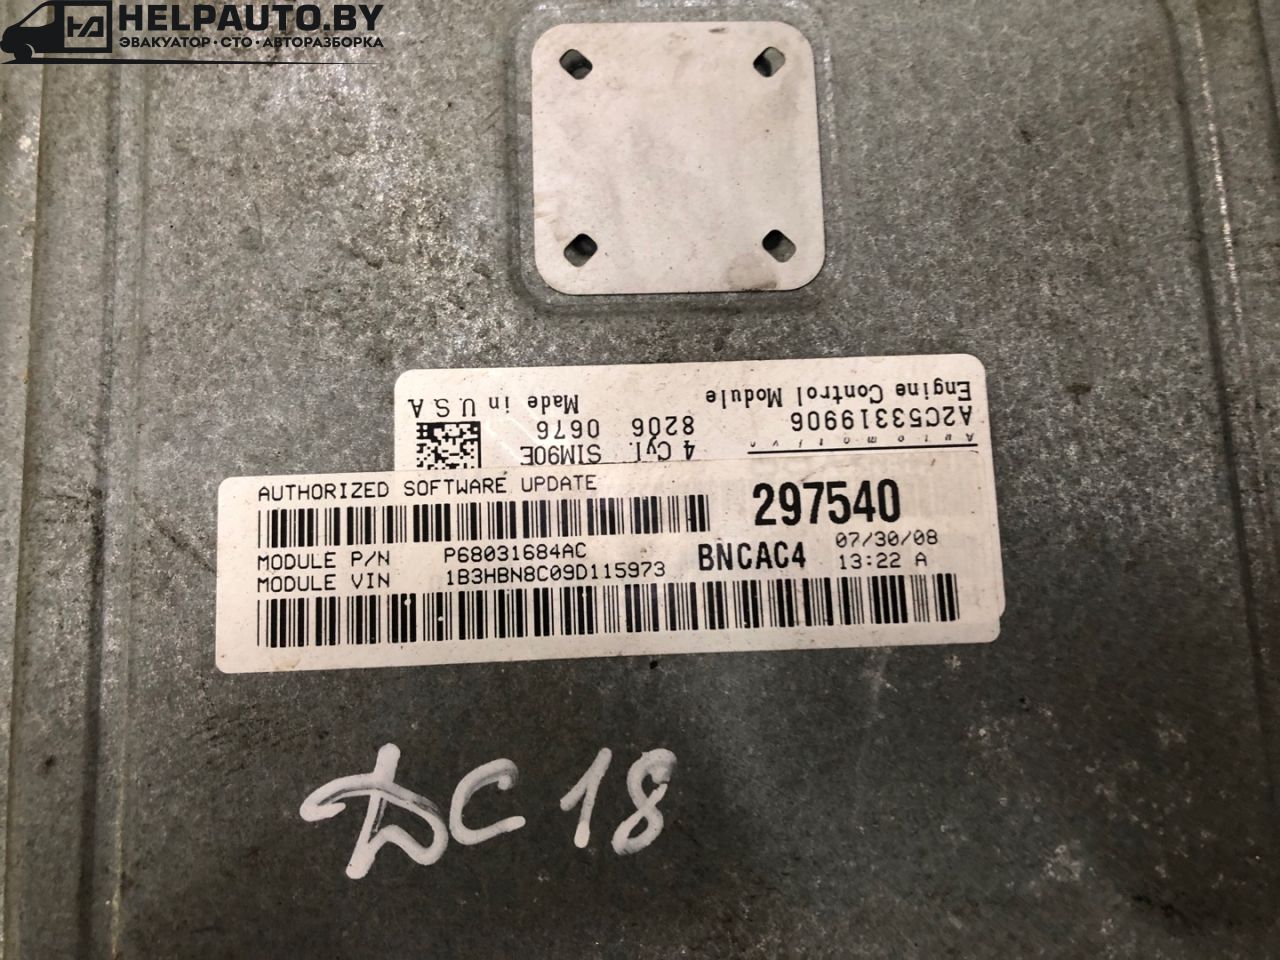 HELPAUTO.BY
ЭВАКУАТОР · СТО · АВТОРАЗБОРКА
Engine Control Module
Made in U.S.A
A2C53319906
8206 0676
Automotive
4 Cyl. SIM90E
AUTHORIZED SOFTWARE UPDATE
297540
MODULE P/N P68031684AC
BNCAC4
07/30/08
MODULE VIN 1B3HBN8C09D115973
13:22 A
DC 18